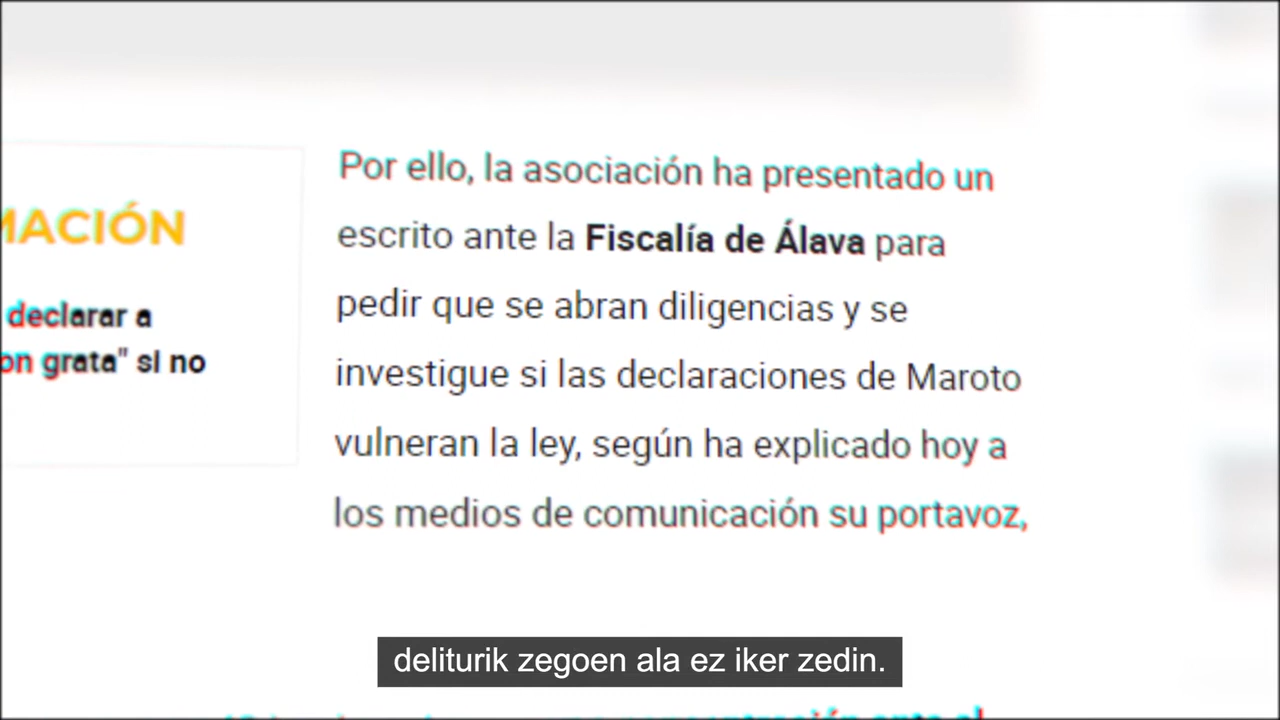 MACIÓN
declarar a
on grata" si no
Por ello, la asociación ha presentado un
escrito ante la Fiscalía de Álava para
pedir que se abran diligencias y se
investigue si las declaraciones de Maroto
vulneran la ley, según ha explicado hoy a
los medios de comunicación su portavoz,
deliturik zegoen ala ez iker zedin.